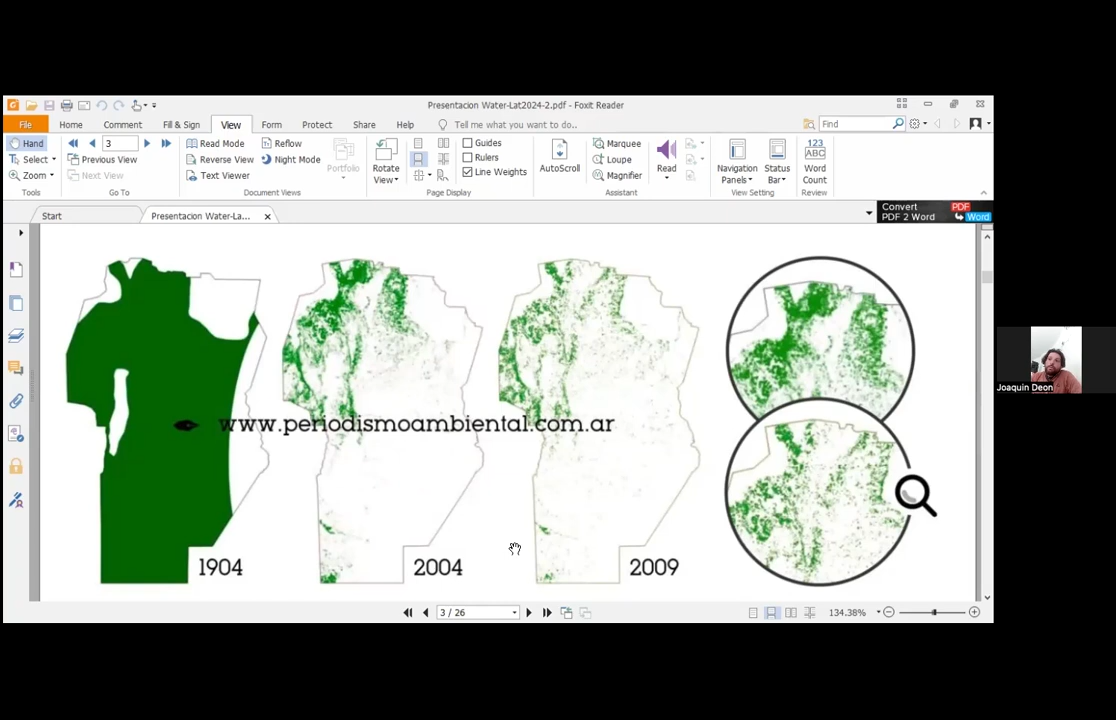 Presentacion Water-Lat2024-2.pdf - Foxit Reader
File Home Comment Fill & Sign View Form Protect Share Help Tell me what you want to do.. Find
Hand 3 Read Mode Reflow Guides Marquee 123
Select Previous View Reverse View Night Mode Portfolio Rotate Rulers AutoScroll Loupe Read Navigation Status ABC Word
Zoom Next View Text Viewer View Line Weights Magnifier Panels Bar Count
Tools Go To Document Views Page Display Assistant View Setting Review
Start Presentacion Water-La... Convert PDF
PDF 2 Word Word
www.periodismoambiental.com.ar
1904 2004 2009
Joaquin Deon
3 / 26 134.38%